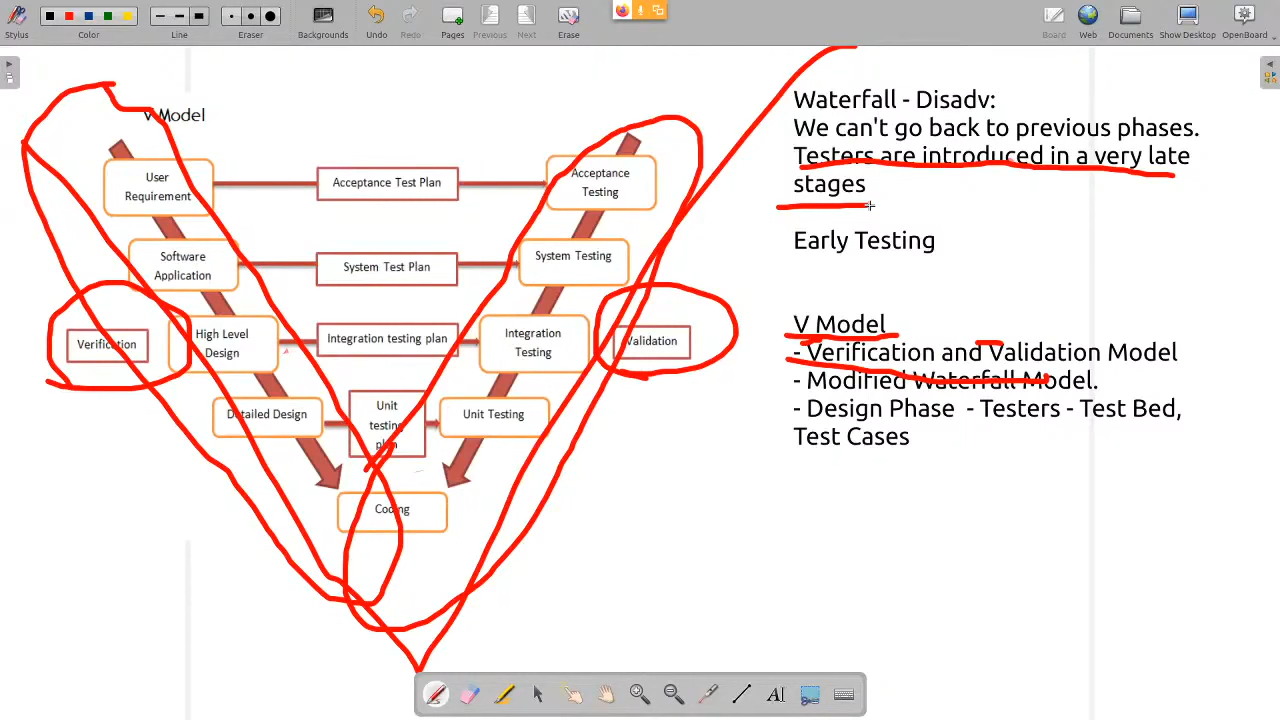 Stylus
Color
Line
Eraser
Backgrounds
Undo
Redo
Pages
Previous
Next
Erase
Board
Web
Documents
Show Desktop
OpenBoard
V Model
User
Requirement
Acceptance Test Plan
Acceptance
Testing
Software
Application
System Test Plan
System Testing
Verification
High Level
Design
Integration testing plan
Integration
Testing
Validation
Detailed Design
Unit
testing
plan
Unit Testing
Coding
Waterfall - Disadv:
We can't go back to previous phases.
Testers are introduced in a very late
stages
Early Testing
V Model
- Verification and Validation Model
- Modified Waterfall Model.
- Design Phase - Testers - Test Bed,
Test Cases